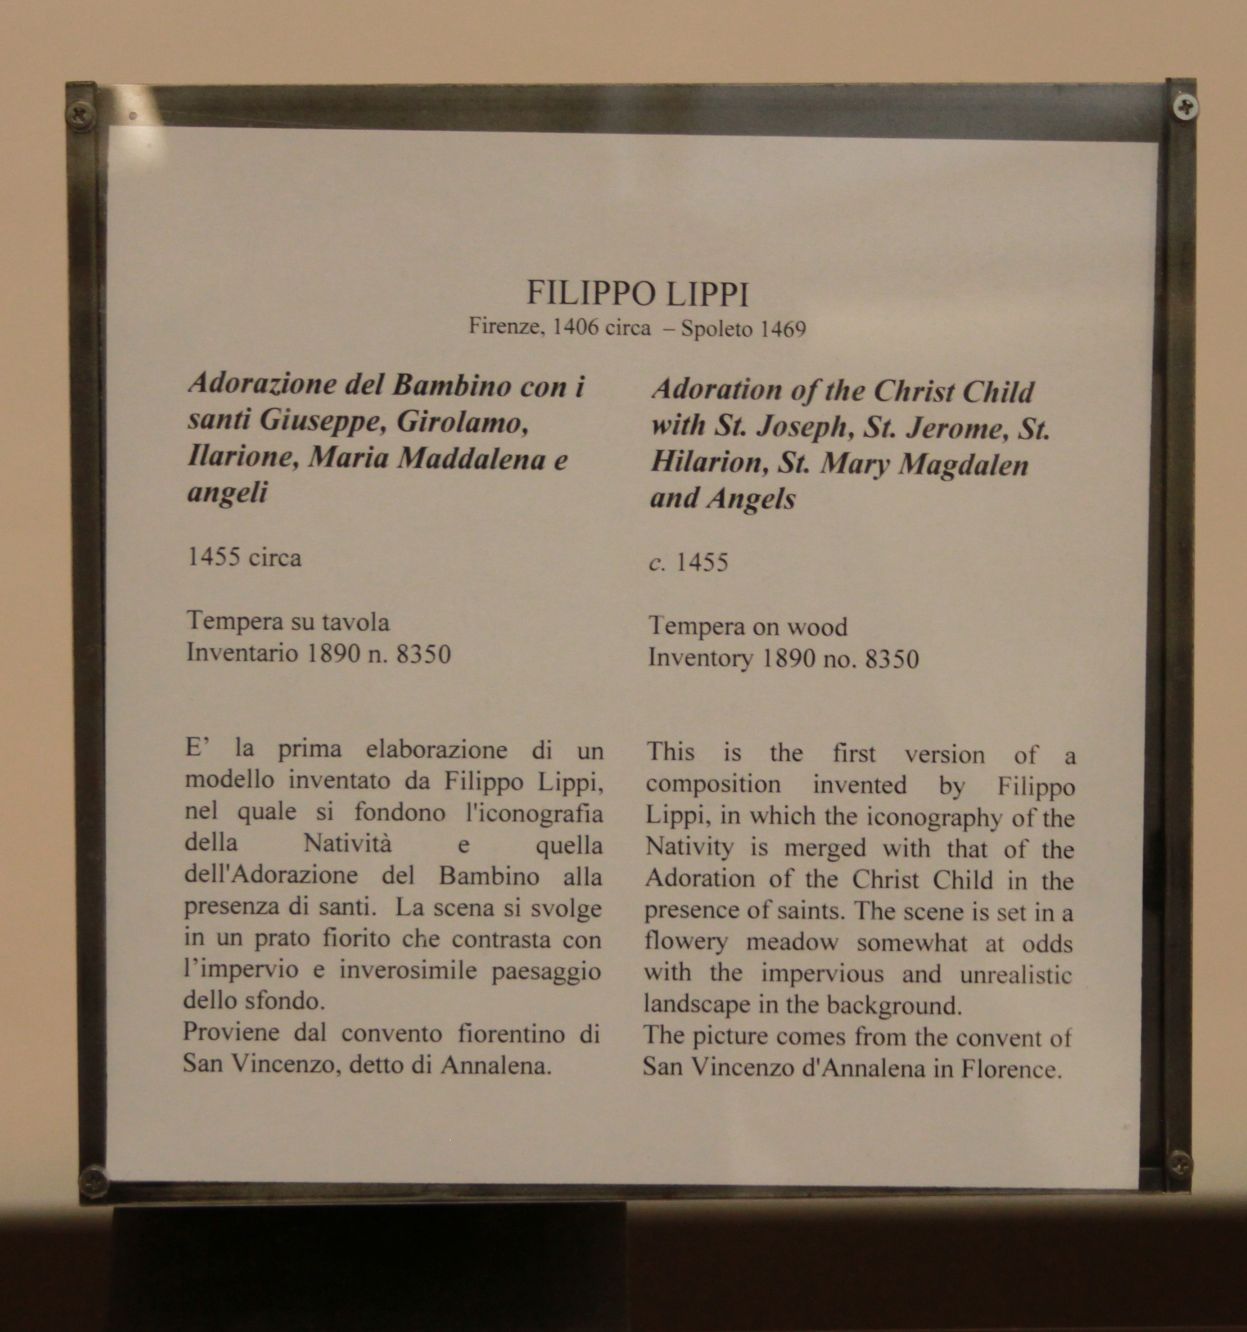 FILIPPO LIPPI
Firenze, 1406 circa – Spoleto 1469
Adorazione del Bambino con i
santi Giuseppe, Girolamo,
Ilarione, Maria Maddalena e
angeli
1455 circa
Tempera su tavola
Inventario 1890 n. 8350
E’ la prima elaborazione di un
modello inventato da Filippo Lippi,
nel quale si fondono l'iconografia
della Natività e quella
dell'Adorazione del Bambino alla
presenza di santi. La scena si svolge
in un prato fiorito che contrasta con
l’impervio e inverosimile paesaggio
dello sfondo.
Proviene dal convento fiorentino di
San Vincenzo, detto di Annalena.
Adoration of the Christ Child
with St. Joseph, St. Jerome, St.
Hilarion, St. Mary Magdalen
and Angels
c. 1455
Tempera on wood
Inventory 1890 no. 8350
This is the first version of a
composition invented by Filippo
Lippi, in which the iconography of the
Nativity is merged with that of the
Adoration of the Christ Child in the
presence of saints. The scene is set in a
flowery meadow somewhat at odds
with the impervious and unrealistic
landscape in the background.
The picture comes from the convent of
San Vincenzo d'Annalena in Florence.